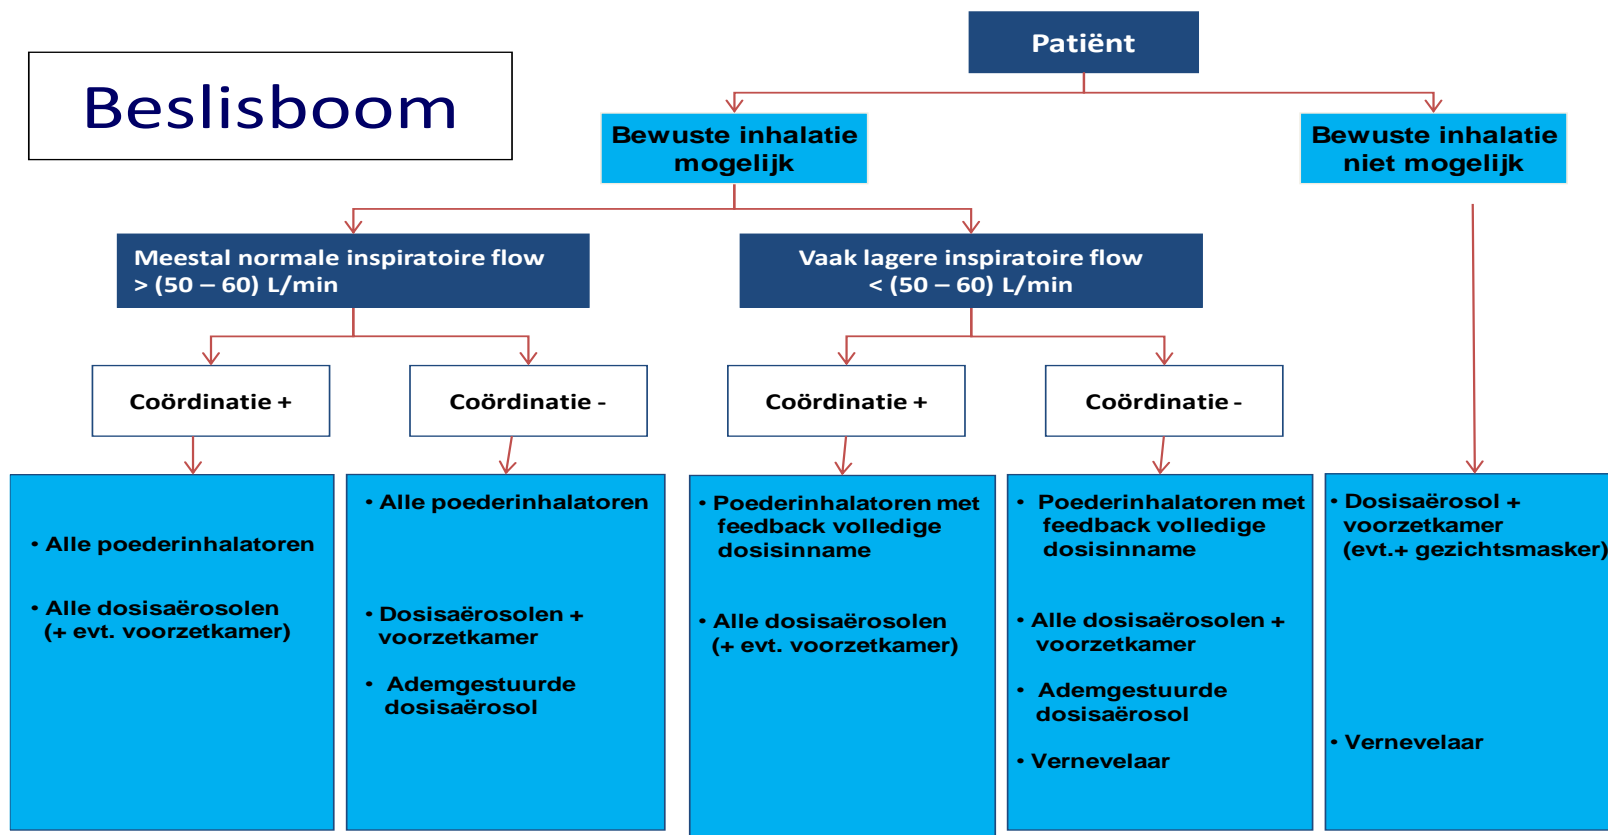 Beslisboom
Patiënt
Bewuste inhalatie
mogelijk
Bewuste inhalatie
niet mogelijk
Meestal normale inspiratoire flow
> (50 – 60) L/min
Vaak lagere inspiratoire flow
< (50 – 60) L/min
Coördinatie +
Coördinatie -
Coördinatie +
Coördinatie -
• Alle poederinhalatoren
• Alle dosisaërosolen
(+ evt. voorzetkamer)
• Alle poederinhalatoren
• Dosisaërosolen +
voorzetkamer
• Ademgestuurde
dosisaërosol
• Poederinhalatoren met
feedback volledige
dosisinname
• Alle dosisaërosolen
(+ evt. voorzetkamer)
• Poederinhalatoren met
feedback volledige
dosisinname
• Alle dosisaërosolen +
voorzetkamer
• Ademgestuurde
dosisaërosol
• Vernevelaar
• Dosisaërosol +
voorzetkamer
(evt.+ gezichtsmasker)
• Vernevelaar